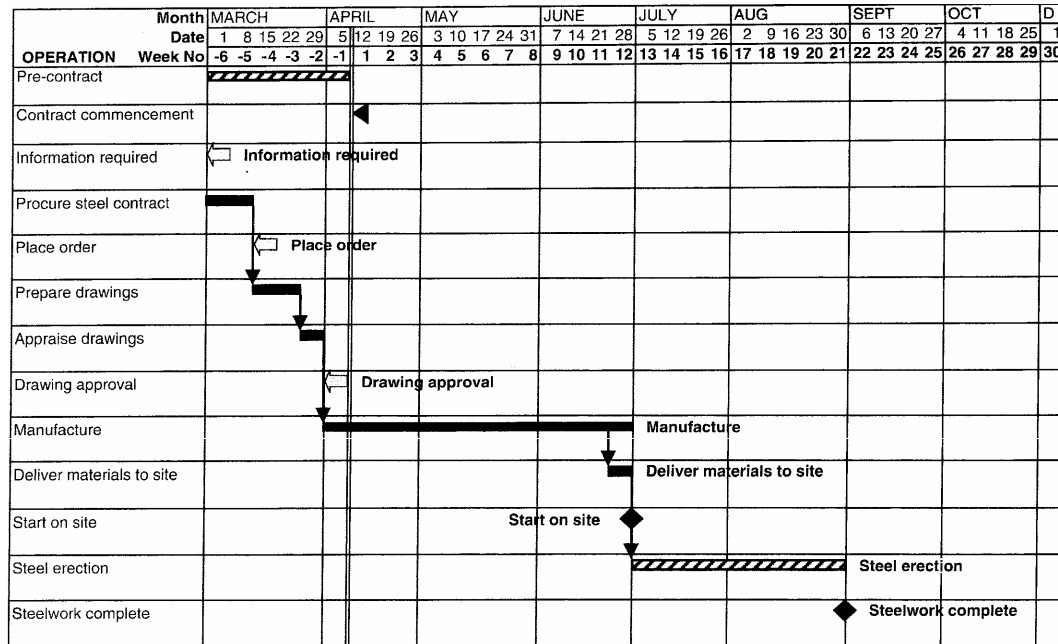 Month MARCH APRIL MAY JUNE JULY AUG SEPT OCT D
Date 1 8 15 22 29 5 12 19 26 3 10 17 24 31 7 14 21 28 5 12 19 26 2 9 16 23 30 6 13 20 27 4 11 18 25 1
OPERATION Week No -6 -5 -4 -3 -2 -1 1 2 3 4 5 6 7 8 9 10 11 12 13 14 15 16 17 18 19 20 21 22 23 24 25 26 27 28 29 30
Pre-contract
Contract commencement
Information required Information required
Procure steel contract
Place order Place order
Prepare drawings
Appraise drawings
Drawing approval Drawing approval
Manufacture Manufacture
Deliver materials to site Deliver materials to site
Start on site Start on site
Steel erection Steel erection
Steelwork complete Steelwork complete